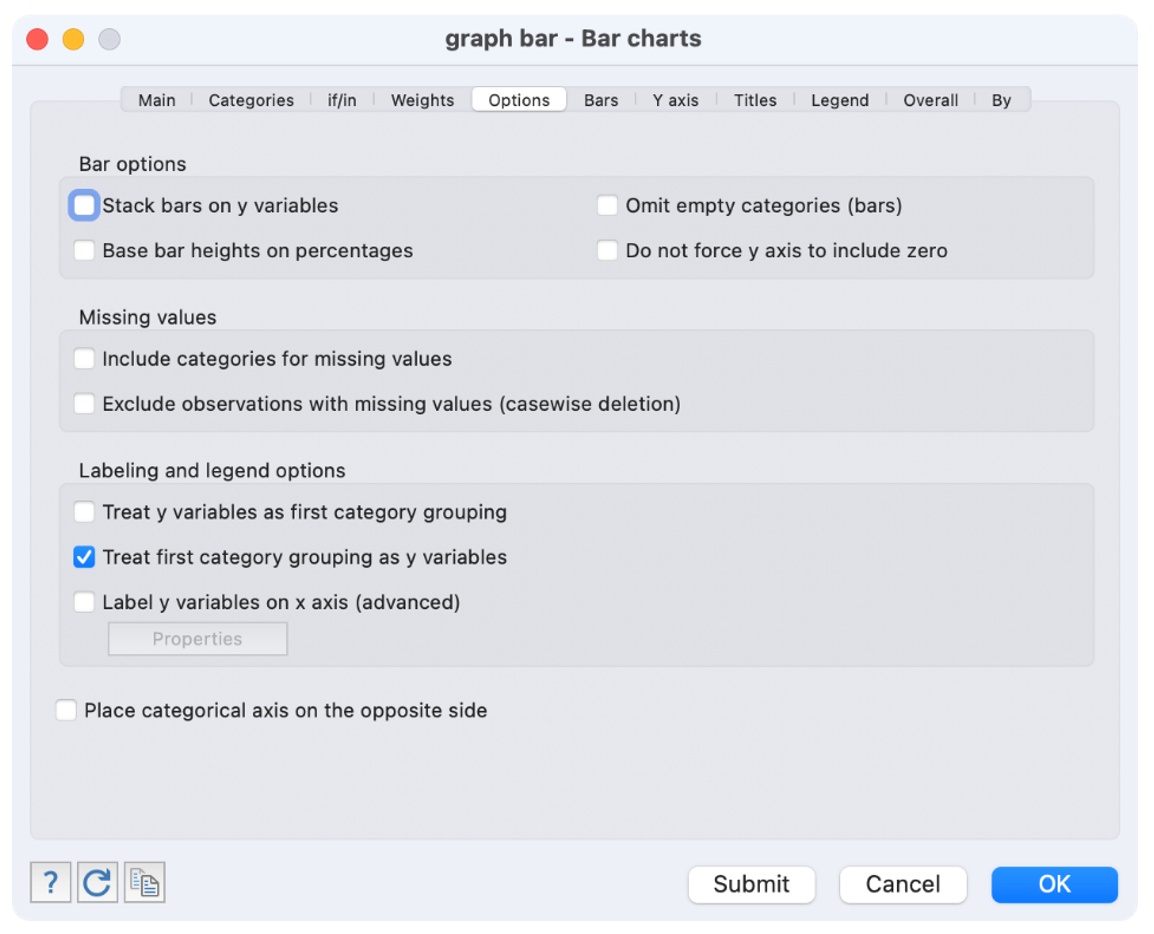 graph bar - Bar charts
Main Categories if/in Weights Options Bars Y axis Titles Legend Overall By
Bar options
Stack bars on y variables Omit empty categories (bars)
Base bar heights on percentages Do not force y axis to include zero
Missing values
Include categories for missing values
Exclude observations with missing values (casewise deletion)
Labeling and legend options
Treat y variables as first category grouping
Treat first category grouping as y variables
Label y variables on x axis (advanced)
Properties
Place categorical axis on the opposite side
? Submit Cancel OK